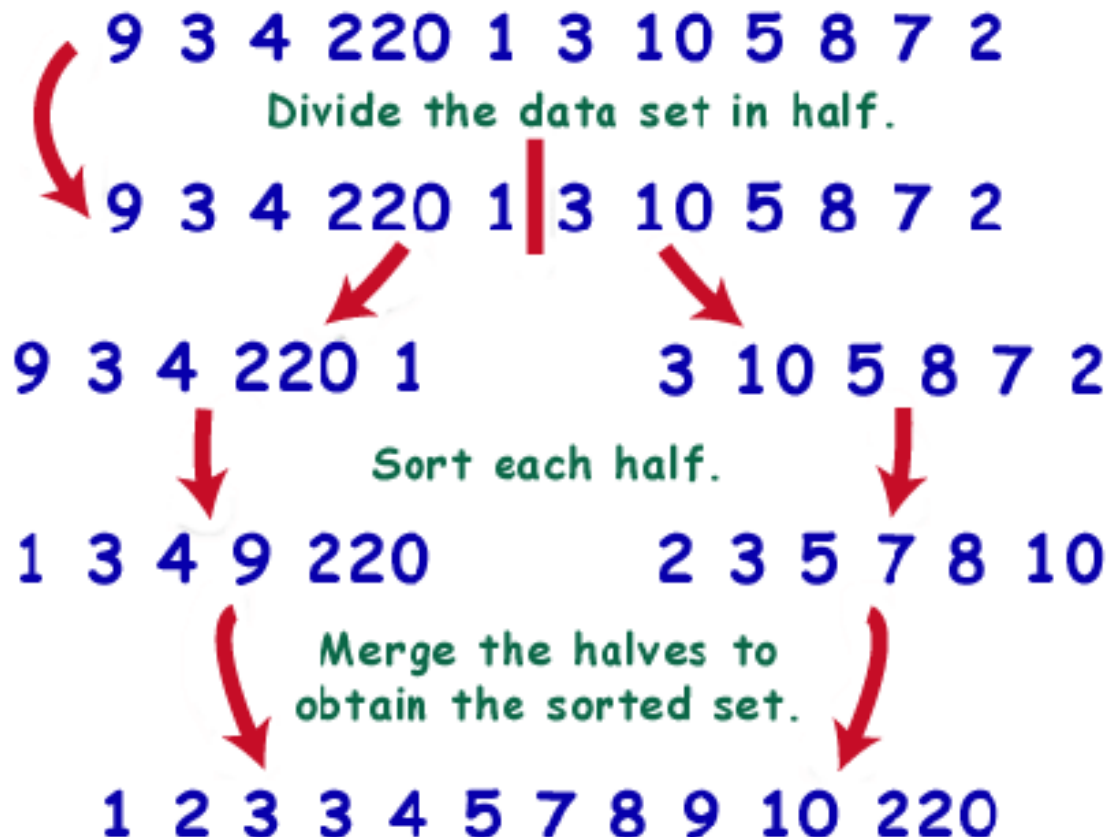 9 3 4 220 1 3 10 5 8 7 2
Divide the data set in half.
9 3 4 220 1 3 10 5 8 7 2
9 3 4 220 1
3 10 5 8 7 2
Sort each half.
1 3 4 9 220
2 3 5 7 8 10
Merge the halves to
obtain the sorted set.
1 2 3 3 4 5 7 8 9 10 220